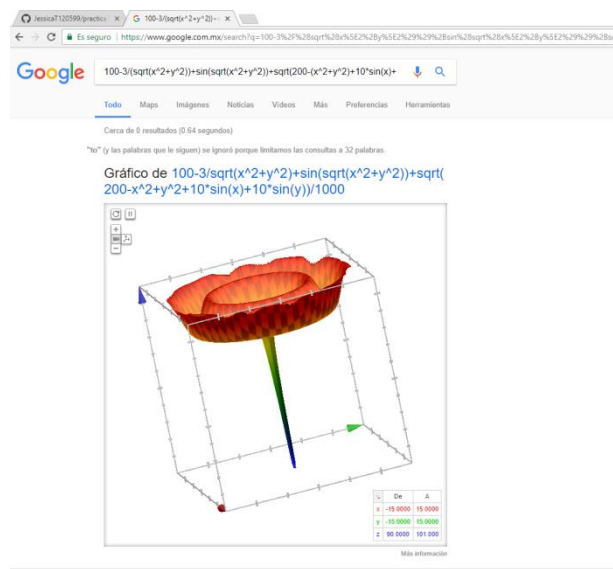 JessicaT120599/practica
100-3/(sqrt(x^2+y^2))+s
Es seguro
https://www.google.com.mx/search?q=100-3%2F%28sqrt%28x%5E2%2By%5E2%29%29%2Bsin%28sqrt%28x%5E2%2By%5E2%29%29%2Bs
Google
100-3/(sqrt(x^2+y^2))+sin(sqrt(x^2+y^2))+sqrt(200-(x^2+y^2)+10*sin(x)+
Todo Maps Imágenes Noticias Vídeos Más Preferencias Herramientas
Cerca de 8 resultados (0.64 segundos)
"to" (y las palabras que le siguen) se ignoró porque limitamos las consultas a 32 palabras.
Gráfico de 100-3/sqrt(x^2+y^2)+sin(sqrt(x^2+y^2))+sqrt(
200-x^2+y^2+10*sin(x)+10*sin(y))/1000
De A
x -15.0000 15.0000
y -15.0000 15.0000
z 90.0000 101.000
Más información